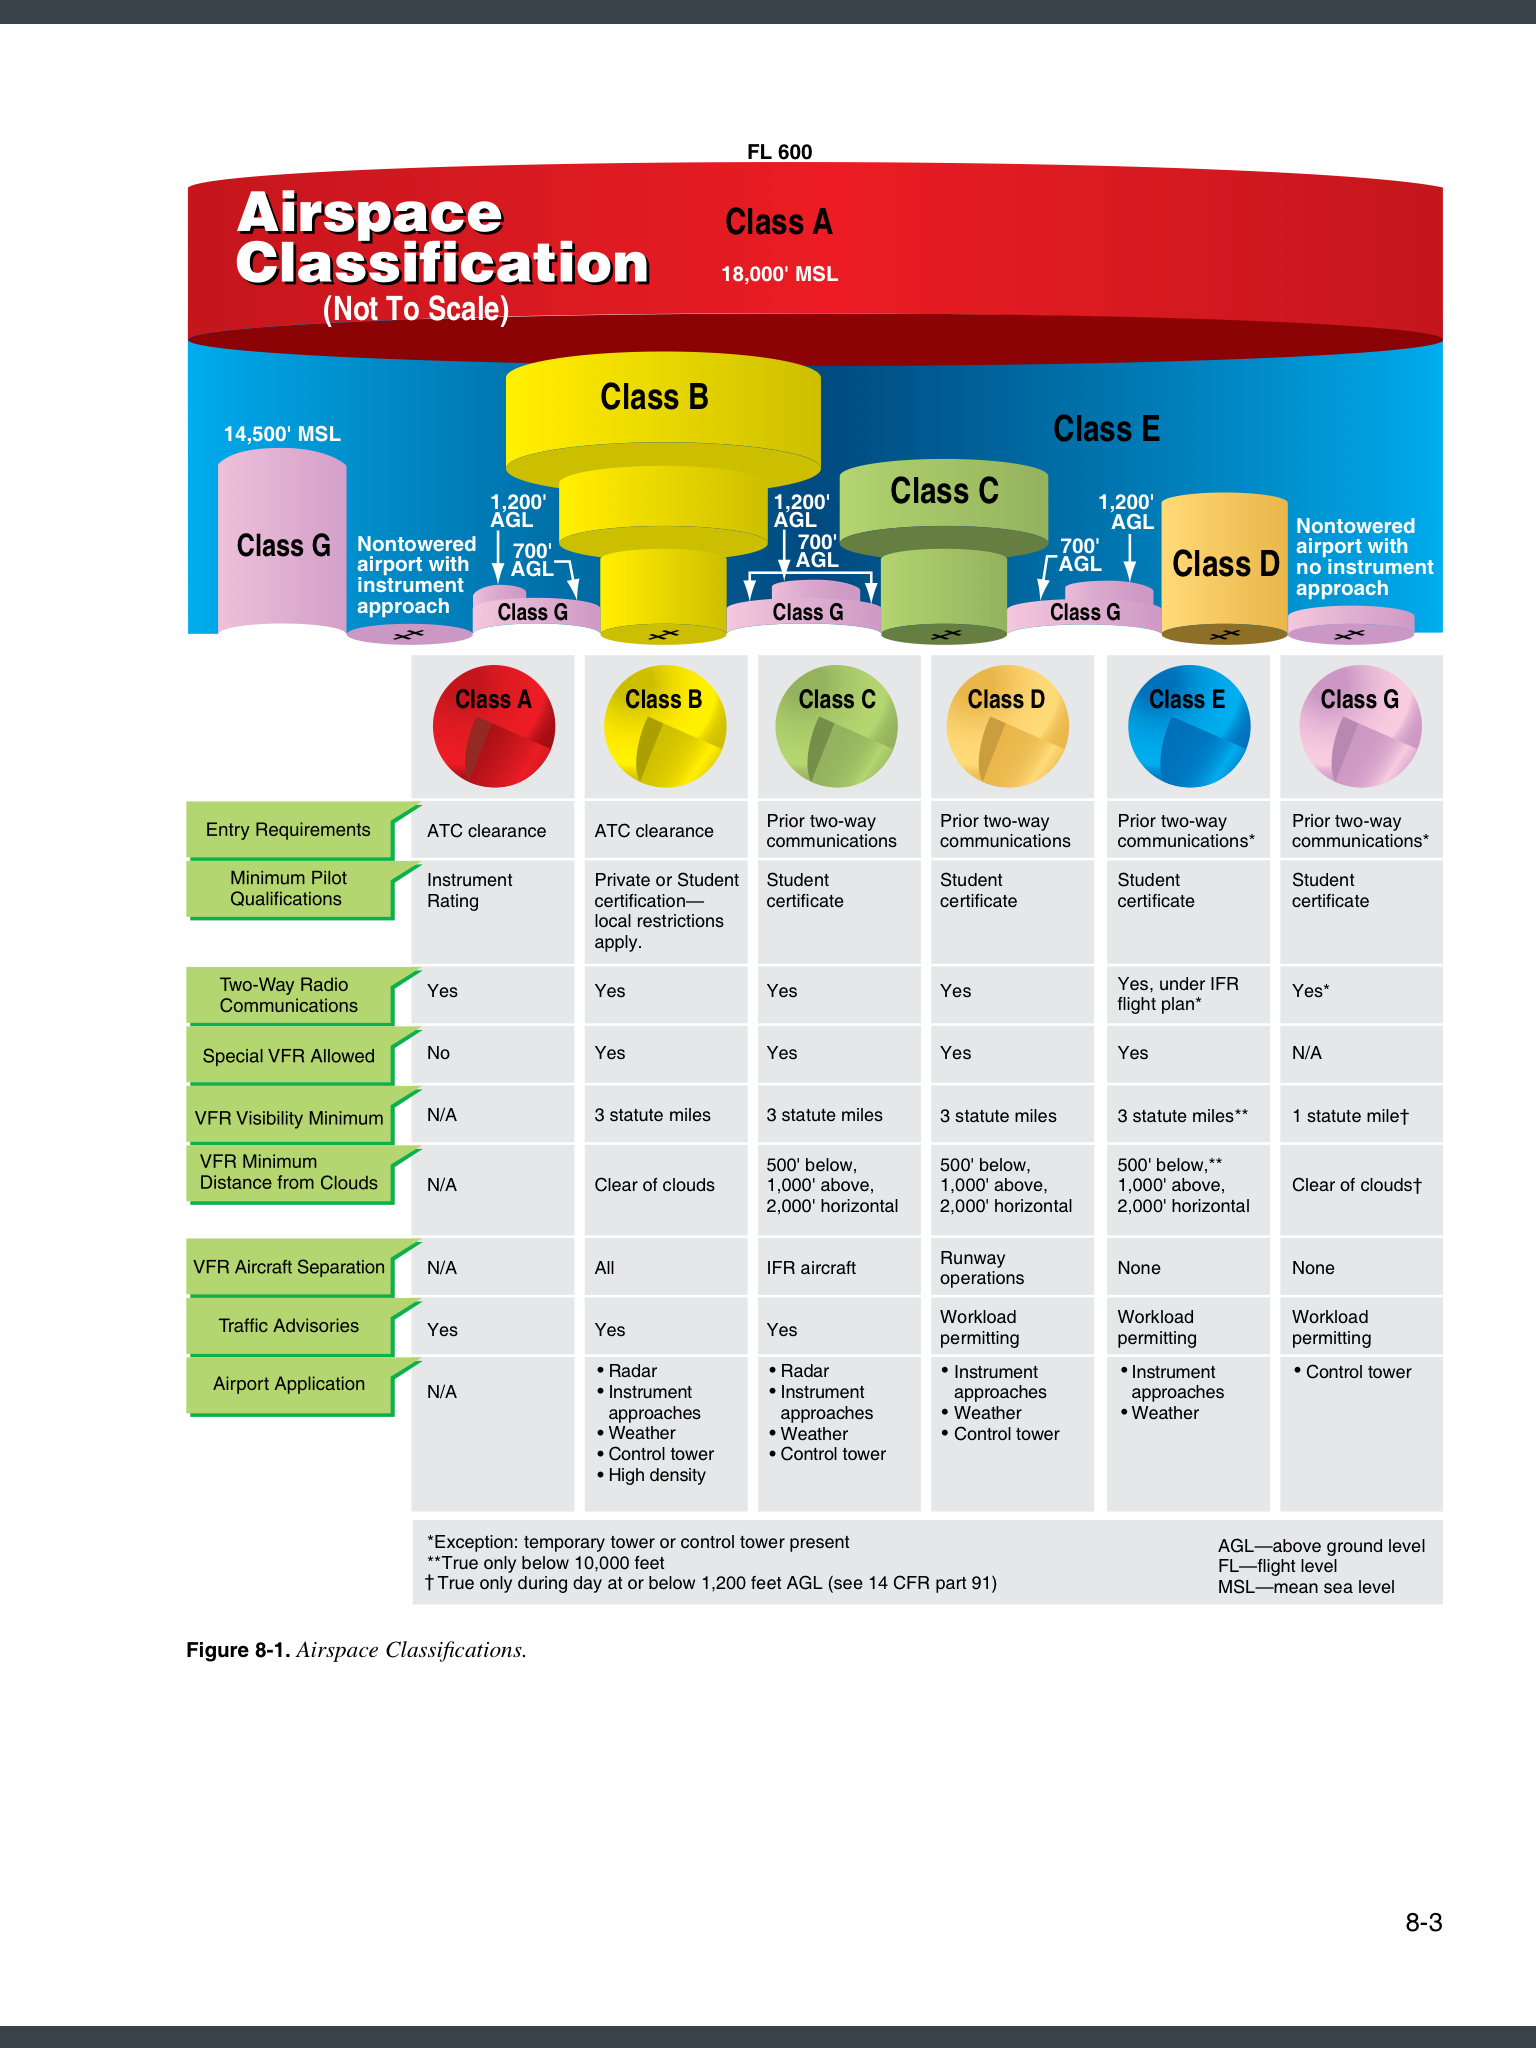 FL 600
Airspace
Classification
(Not To Scale)
Class A
18,000' MSL
Class B
Class E
14,500' MSL
Class C
1,200'
AGL
1,200'
AGL
1,200'
AGL
Class G
Nontowered
airport with
instrument
approach
700'
AGL
700'
AGL
700'
AGL
Class D
Nontowered
airport with
no instrument
approach
Class G
Class G
Class G
Class A
Class B
Class C
Class D
Class E
Class G
Entry Requirements
ATC clearance
ATC clearance
Prior two-way
communications
Prior two-way
communications
Prior two-way
communications*
Prior two-way
communications*
Minimum Pilot
Qualifications
Instrument
Rating
Private or Student
certification—
local restrictions
apply.
Student
certificate
Student
certificate
Student
certificate
Student
certificate
Two-Way Radio
Communications
Yes
Yes
Yes
Yes
Yes, under IFR
flight plan*
Yes*
Special VFR Allowed
No
Yes
Yes
Yes
Yes
N/A
VFR Visibility Minimum
N/A
3 statute miles
3 statute miles
3 statute miles
3 statute miles**
1 statute mile†
VFR Minimum
Distance from Clouds
N/A
Clear of clouds
500' below,
1,000' above,
2,000' horizontal
500' below,
1,000' above,
2,000' horizontal
500' below,**
1,000' above,
2,000' horizontal
Clear of clouds†
VFR Aircraft Separation
N/A
All
IFR aircraft
Runway
operations
None
None
Traffic Advisories
Yes
Yes
Yes
Workload
permitting
Workload
permitting
Workload
permitting
Airport Application
N/A
• Radar
• Instrument
approaches
• Weather
• Control tower
• High density
• Radar
• Instrument
approaches
• Weather
• Control tower
• Instrument
approaches
• Weather
• Control tower
• Instrument
approaches
• Weather
• Control tower
*Exception: temporary tower or control tower present
**True only below 10,000 feet
† True only during day at or below 1,200 feet AGL (see 14 CFR part 91)
AGL—above ground level
FL—flight level
MSL—mean sea level
Figure 8-1. Airspace Classifications.
8-3